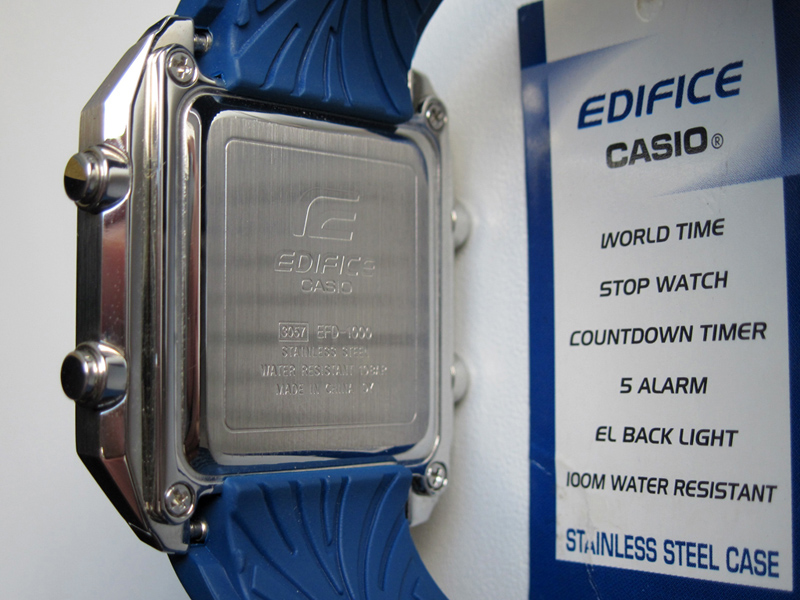 EDIFICE
CASIO
3057 EFD-1000
STAINLESS STEEL
WATER RESISTANT 10BAR
MADE IN CHINA
EDIFICE
CASIO®
WORLD TIME
STOP WATCH
COUNTDOWN TIMER
5 ALARM
EL BACK LIGHT
100M WATER RESISTANT
STAINLESS STEEL CASE